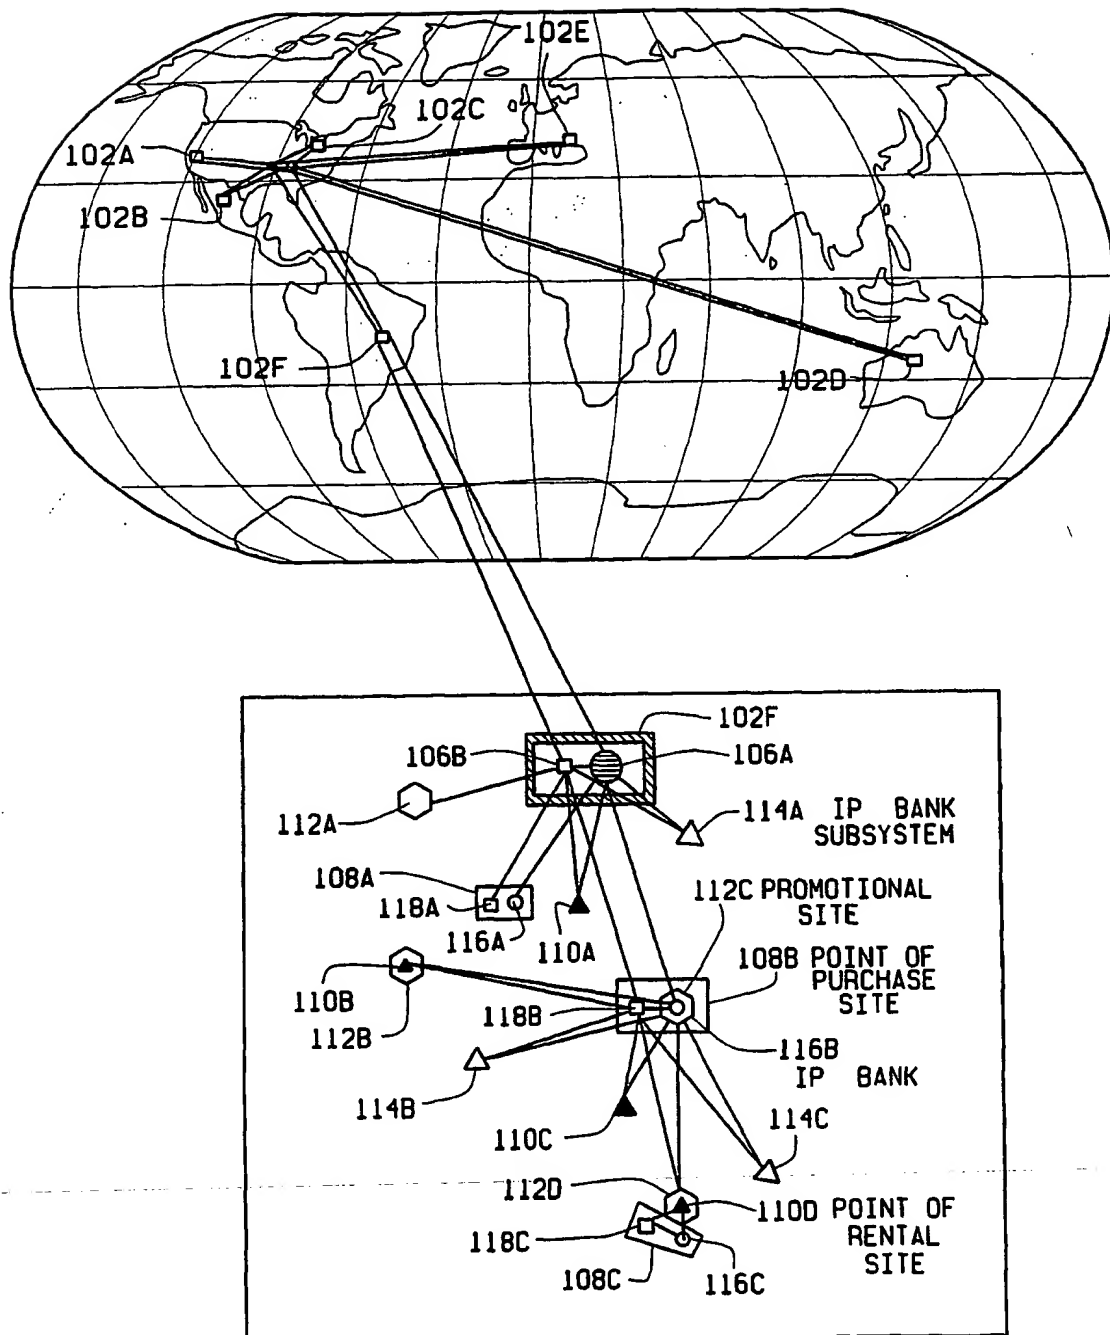 102E
102C
102A
102B
102F
102D
102F
106B
106A
112A
114A IP BANK
SUBSYSTEM
108A
118A
116A
110A
112C PROMOTIONAL
SITE
110B
112B
108B POINT OF
PURCHASE
SITE
118B
116B
IP BANK
114B
110C
114C
112D
110D POINT OF
RENTAL
SITE
118C
108C
116C